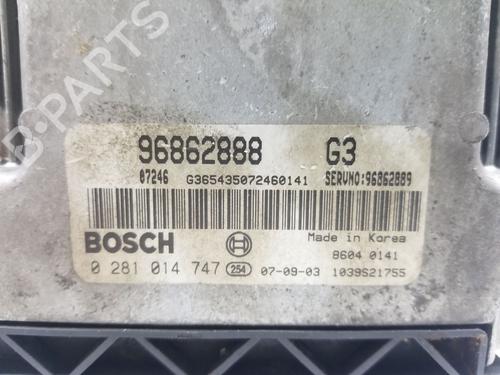 96862888 G3
07246 G365435072460141 SERVNO:96862889
BOSCH
Made in Korea
8604 0141
0 281 014 747 254 07-09-03 1039S21755
B-PARTS